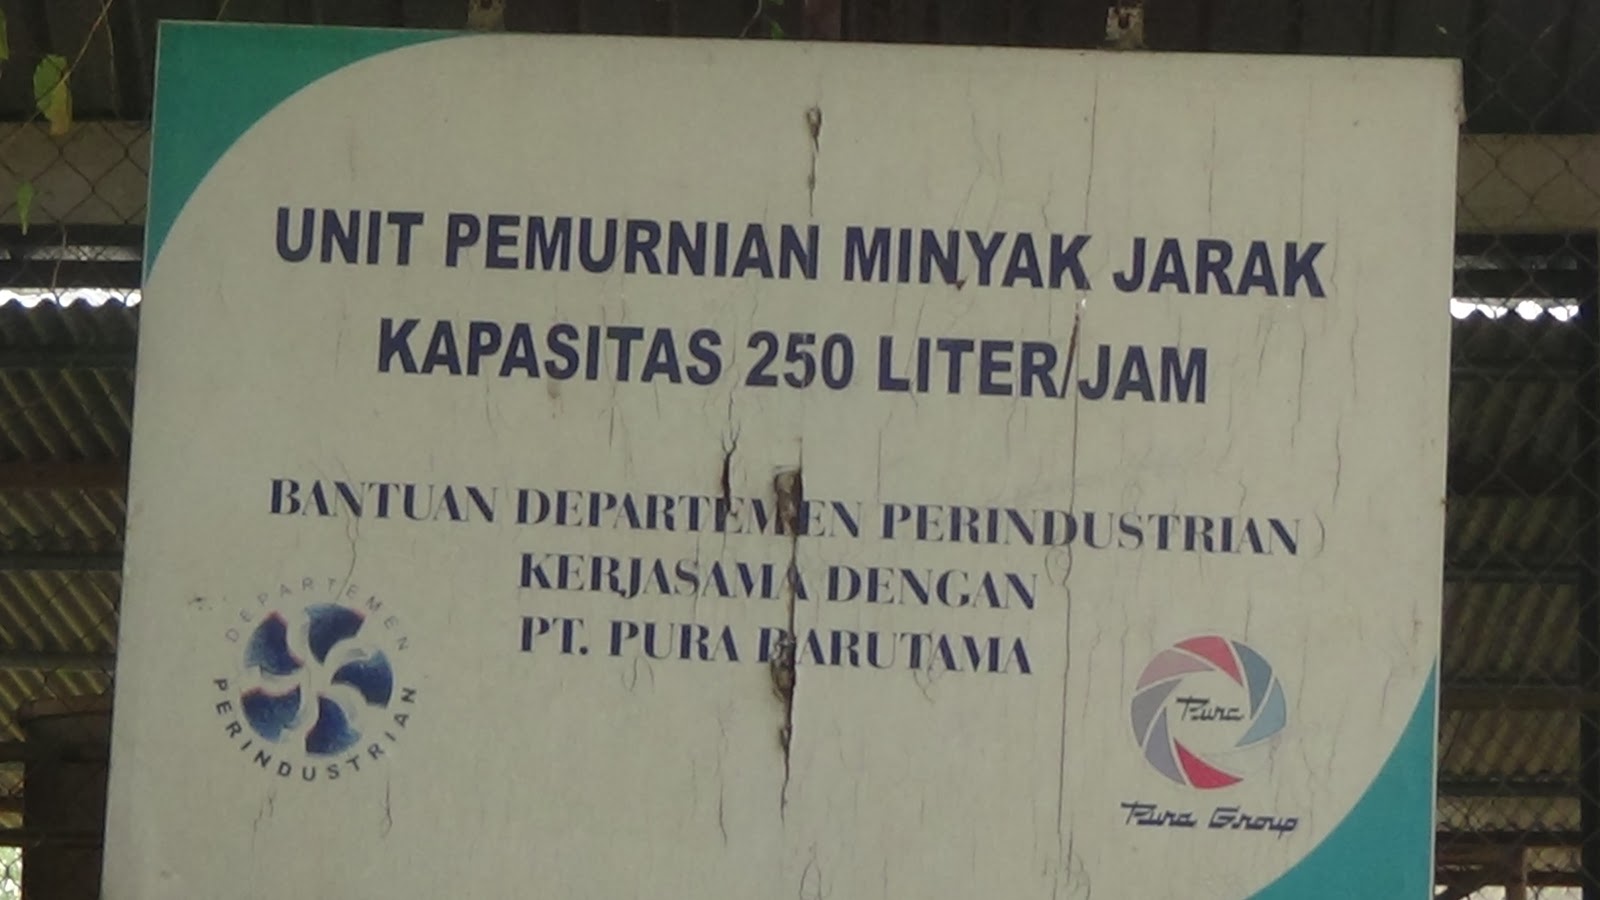 UNIT PEMURNIAN MINYAK JARAK
KAPASITAS 250 LITER/JAM
BANTUAN DEPARTEMEN PERINDUSTRIAN
KERJASAMA DENGAN
PT. PURA BARUTAMA
DEPARTEMEN
PERINDUSTRIAN
Pura
Pura Group